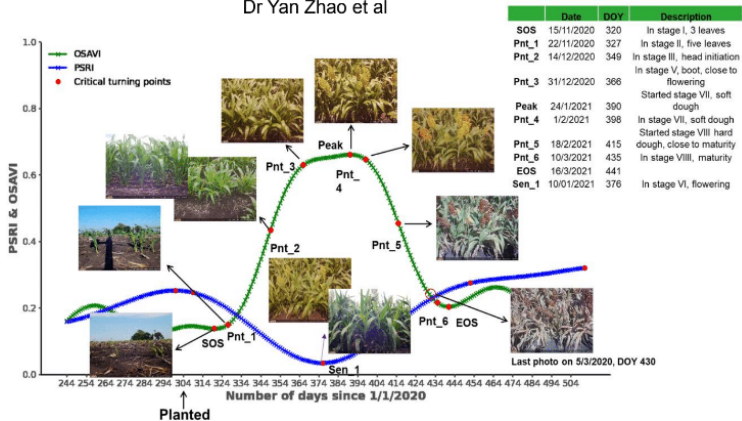 Dr Yan Zhao et al
Date DOY Description
SOS 15/11/2020 320 In stage I, 3 leaves
Pnt_1 22/11/2020 327 In stage II, five leaves
Pnt_2 14/12/2020 349 In stage III, head initiation
Pnt_3 31/12/2020 366 In stage V, boot, close to flowering
Peak 24/1/2021 390 Started stage VII, soft dough
Pnt_4 1/2/2021 398 In stage VII, soft dough
Pnt_5 18/2/2021 415 Started stage VIII hard dough, close to maturity
Pnt_6 10/3/2021 435 In stage VIIII, maturity
EOS 16/3/2021 441
Sen_1 10/01/2021 376 In stage VI, flowering
OSAVI
PSRI
Critical turning points
PSRI & OSAVI
1.0
0.8
0.6
0.4
0.2
0.0
Peak
Pnt_3
Pnt_
4
Pnt_2
Pnt_5
SOS
Pnt_1
Pnt_6
EOS
Sen_1
Last photo on 5/3/2020, DOY 430
244 254 264 274 284 294 304 314 324 334 344 354 364 374 384 394 404 414 424 434 444 454 464 474 484 494 504
Number of days since 1/1/2020
Planted